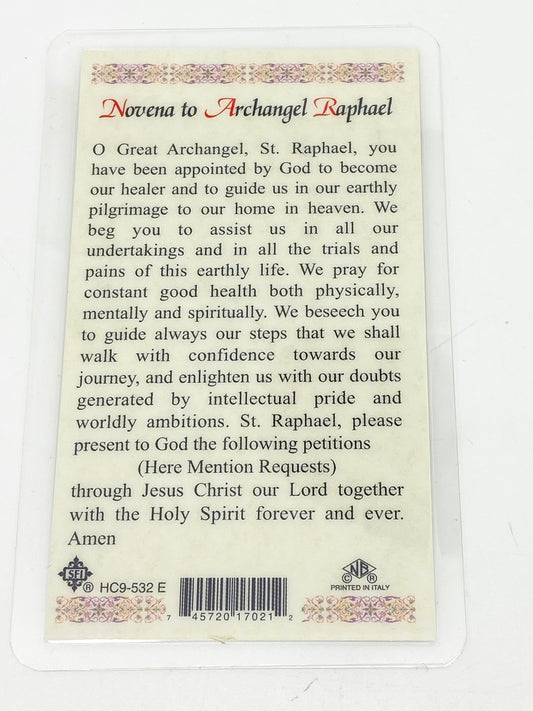 Novena to Archangel Raphael
O Great Archangel, St. Raphael, you
have been appointed by God to become
our healer and to guide us in our earthly
pilgrimage to our home in heaven. We
beg you to assist us in all our
undertakings and in all the trials and
pains of this earthly life. We pray for
constant good health both physically,
mentally and spiritually. We beseech you
to guide always our steps that we shall
walk with confidence towards our
journey, and enlighten us with our doubts
generated by intellectual pride and
worldly ambitions. St. Raphael, please
present to God the following petitions
(Here Mention Requests)
through Jesus Christ our Lord together
with the Holy Spirit forever and ever.
Amen
SFI ® HC9-532 E
7 45720 17021 2
© NB ®
PRINTED IN ITALY